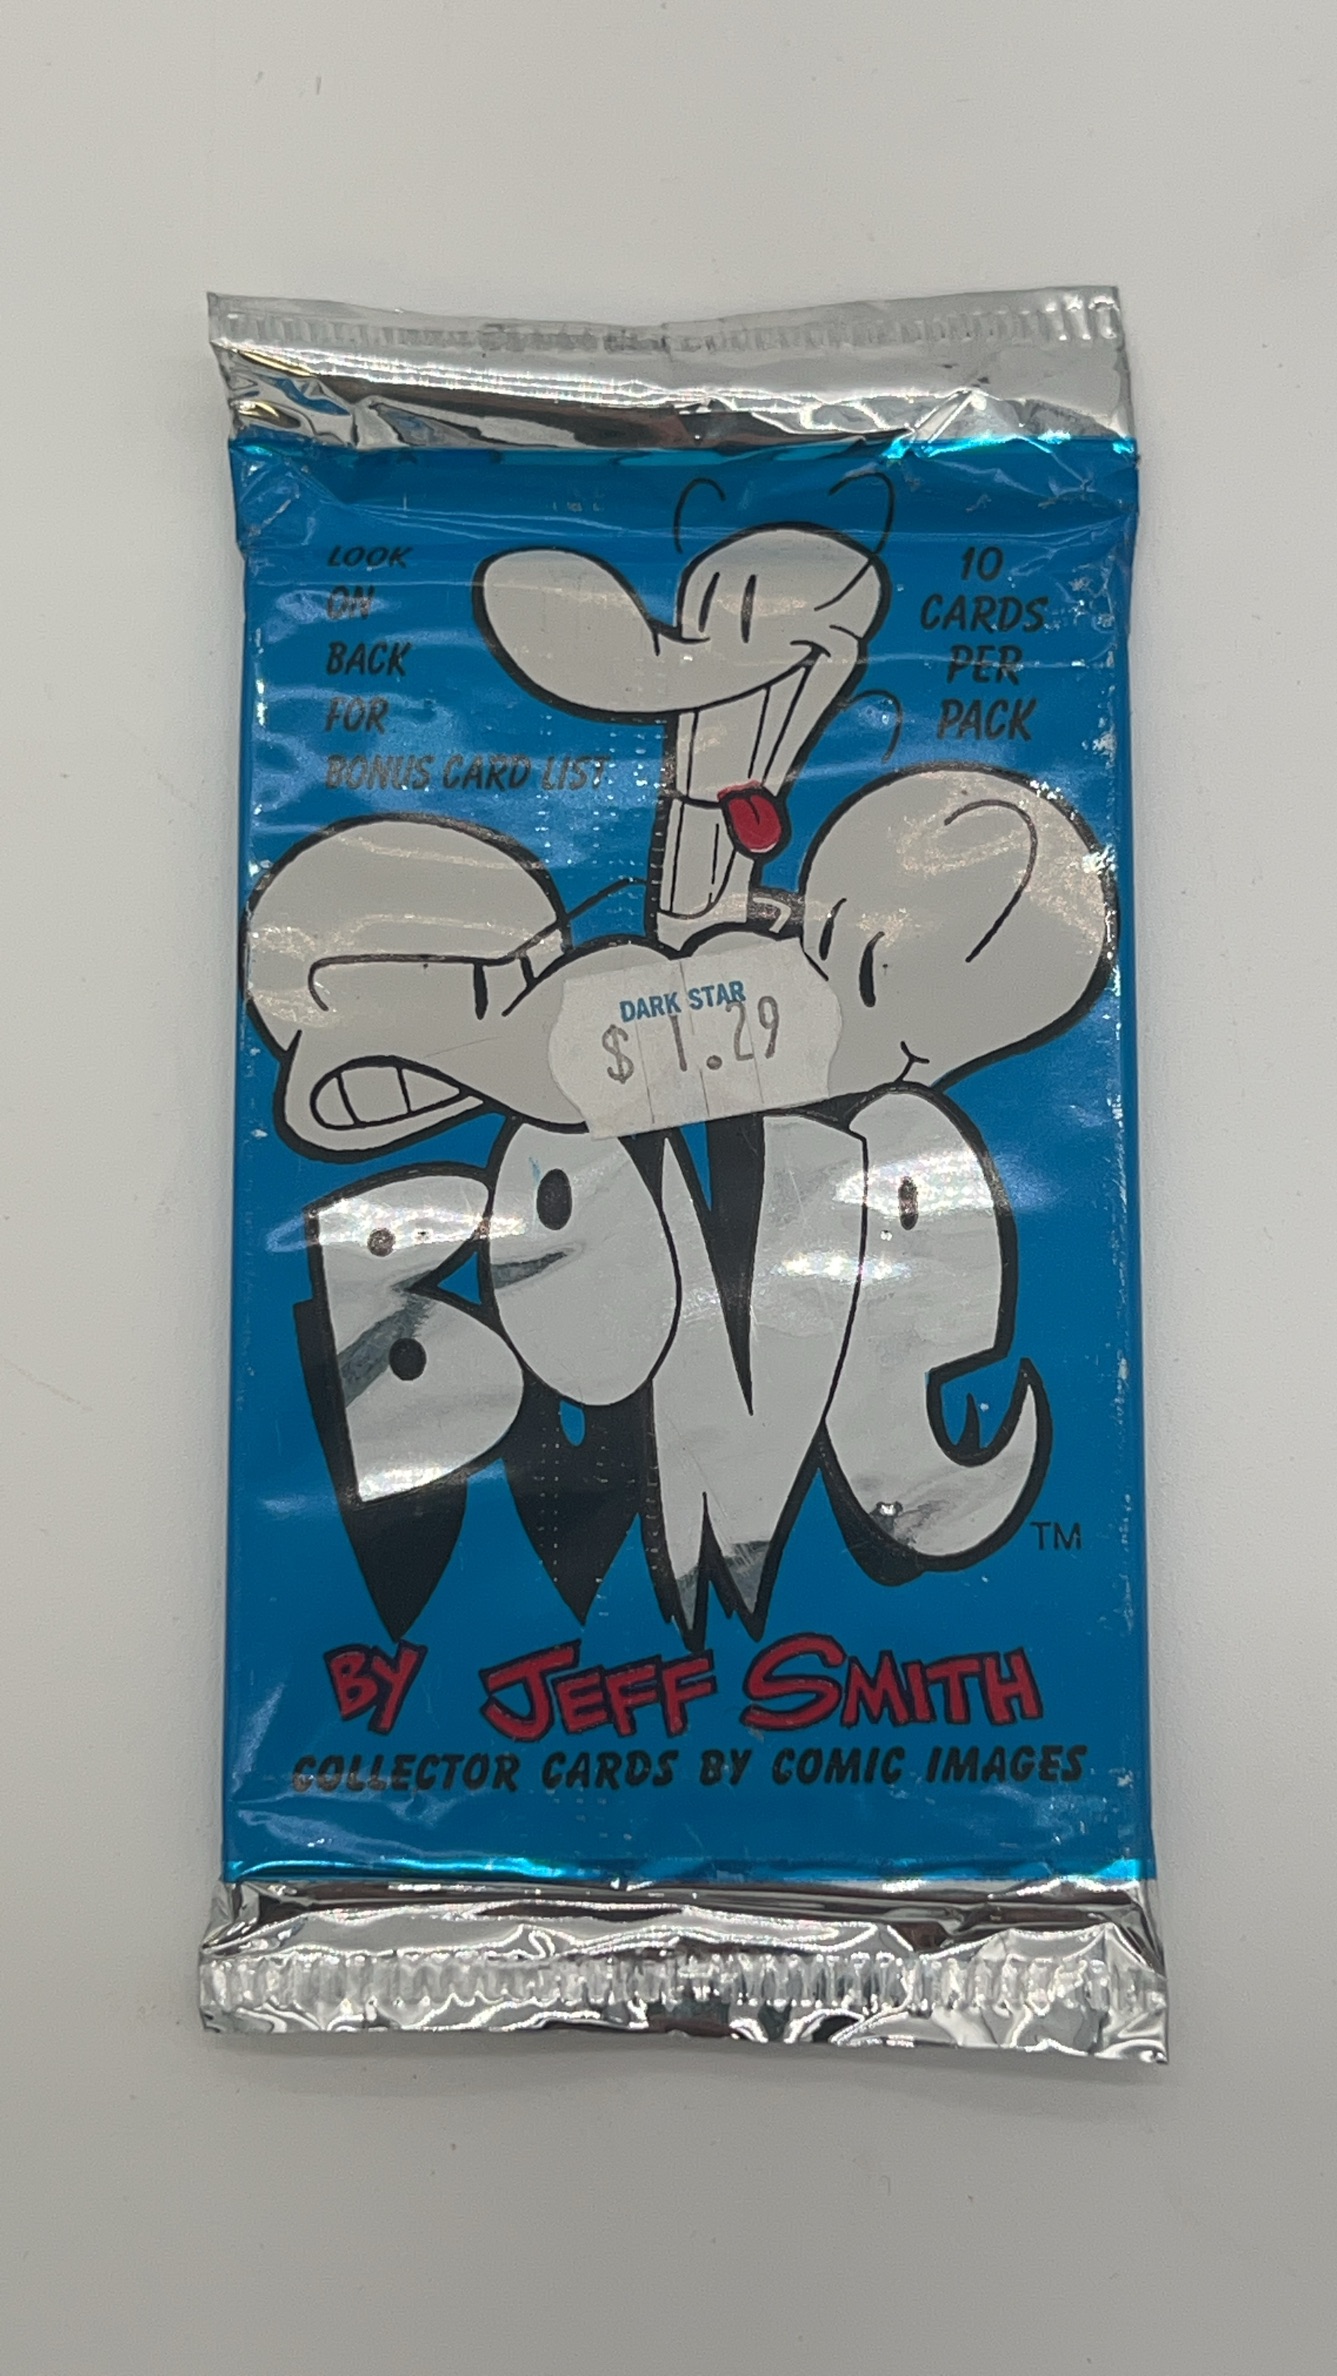 LOOK
ON
BACK
FOR
BONUS CARD LIST
10
CARDS
PER
PACK
DARK STAR
$ 1.29
BONE
TM
BY JEFF SMITH
COLLECTOR CARDS BY COMIC IMAGES